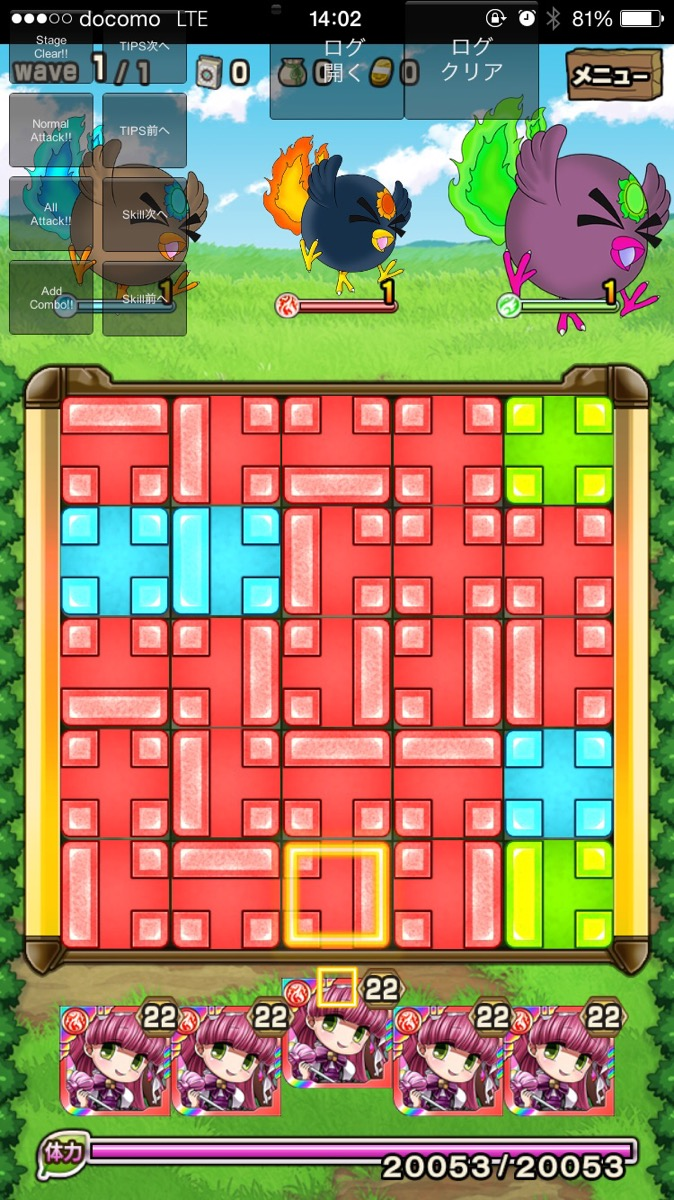 docomo LTE 14:02 81%
Stage
Clear!!
TIPS次へ
ログ
開く
ログ
クリア
wave 1/1
0
0
0
メニュー
Normal
Attack!!
TIPS前へ
All
Attack!!
Skill次へ
Add
Combo!!
Skill前へ
1
1
1
22
22
22
22
22
体力
20053/20053